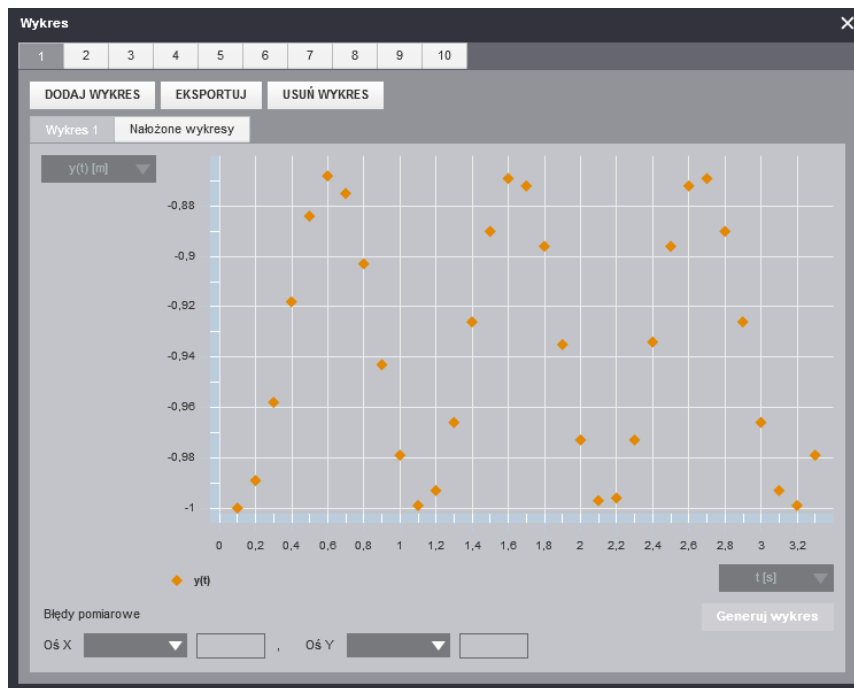 Wykres
1 2 3 4 5 6 7 8 9 10
DODAJ WYKRES EKSPORTUJ USUŃ WYKRES
Wykres 1 Nałożone wykresy
y(t) [m]
-0,88
-0,9
-0,92
-0,94
-0,96
-0,98
-1
0 0,2 0,4 0,6 0,8 1 1,2 1,4 1,6 1,8 2 2,2 2,4 2,6 2,8 3 3,2
y(t)
t [s]
Błędy pomiarowe
Generuj wykres
Oś X , Oś Y